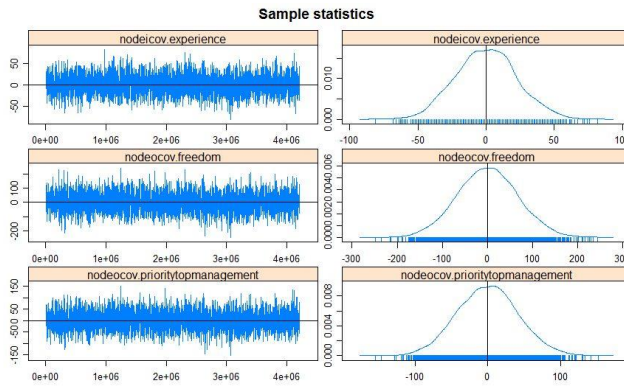 Sample statistics
nodeicov.experience
nodeicov.experience
50
0
-50
0e+00 1e+06 2e+06 3e+06 4e+06
0.010
0.000
-100 -50 0 50 100
nodeocov.freedom
nodeocov.freedom
0 100
-200
0e+00 1e+06 2e+06 3e+06 4e+06
0.0000.0020.0040.006
-300 -200 -100 0 100 200 300
nodeocov.prioritytopmanagement
nodeocov.prioritytopmanagement
150
50
0
-50
-150
0e+00 1e+06 2e+06 3e+06 4e+06
0.008
0.004
0.000
-100 0 100